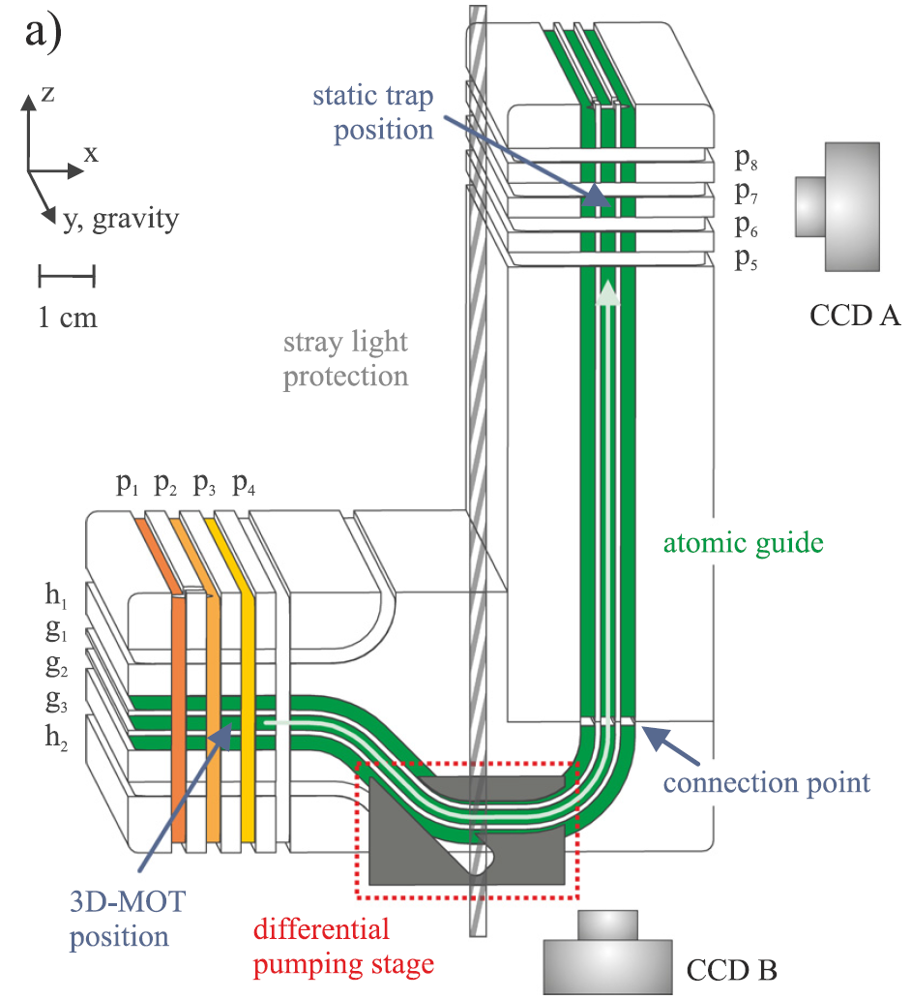 a)
z
x
y, gravity
1 cm
static trap
position
p8
p7
p6
p5
CCD A
stray light
protection
p1 p2 p3 p4
atomic guide
h1
g1
g2
g3
h2
connection point
3D-MOT
position
differential
pumping stage
CCD B